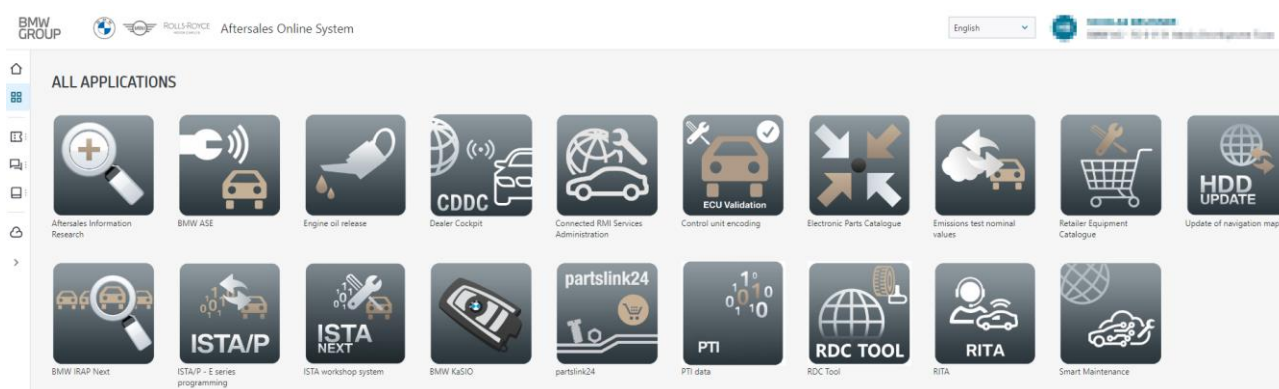 BMW
GROUP
ROLLS-ROYCE
Aftersales Online System
English
ALL APPLICATIONS
CDDC
ECU Validation
HDD
UPDATE
Aftersales Information
Research
BMW ASE
Engine oil release
Dealer Cockpit
Connected RMI Services
Administration
Control unit encoding
Electronic Parts Catalogue
Emissions test nominal
values
Retailer Equipment
Catalogue
Update of navigation map
ISTA/P
ISTA
NEXT
partslink24
PTI
RDC TOOL
RITA
BMW IRAP Next
ISTA/P - E series
programming
ISTA workshop system
BMW KaSIO
partslink24
PTI data
RDC Tool
RITA
Smart Maintenance